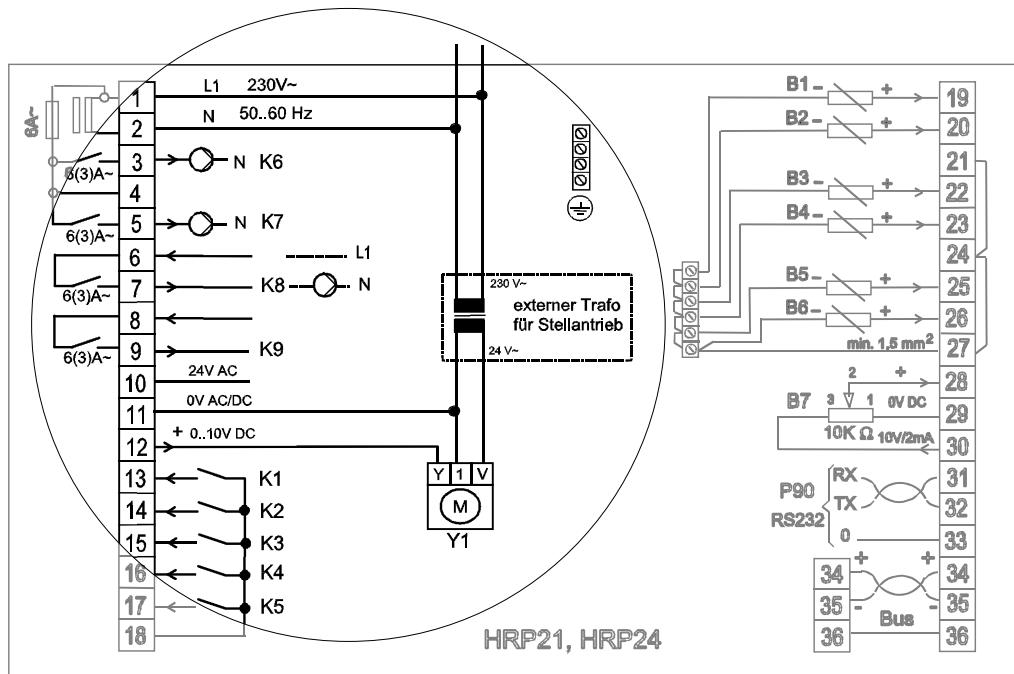 1 L1 230V~
2 N 50..60 Hz
6A~
3 N K6
6(3)A~
4
5 N K7
6(3)A~
6 L1
7 K8 N
6(3)A~
8
9 K9
6(3)A~
10 24V AC
11 0V AC/DC
12 + 0..10V DC
13 K1
14 K2
15 K3
16 K4
17 K5
18
230 V~
externer Trafo
für Stellantrieb
24 V~
Y 1 V
M
Y1
B1 - + 19
B2 - + 20
21
B3 - + 22
B4 - + 23
24
B5 - + 25
B6 - + 26
min. 1,5 mm² 27
2 + 28
B7 3 1 0V DC 29
10K Ω 10V/2mA 30
P90 RX 31
RS232 TX 32
0 33
34 + + 34
35 - - 35
Bus
36 36
HRP21, HRP24